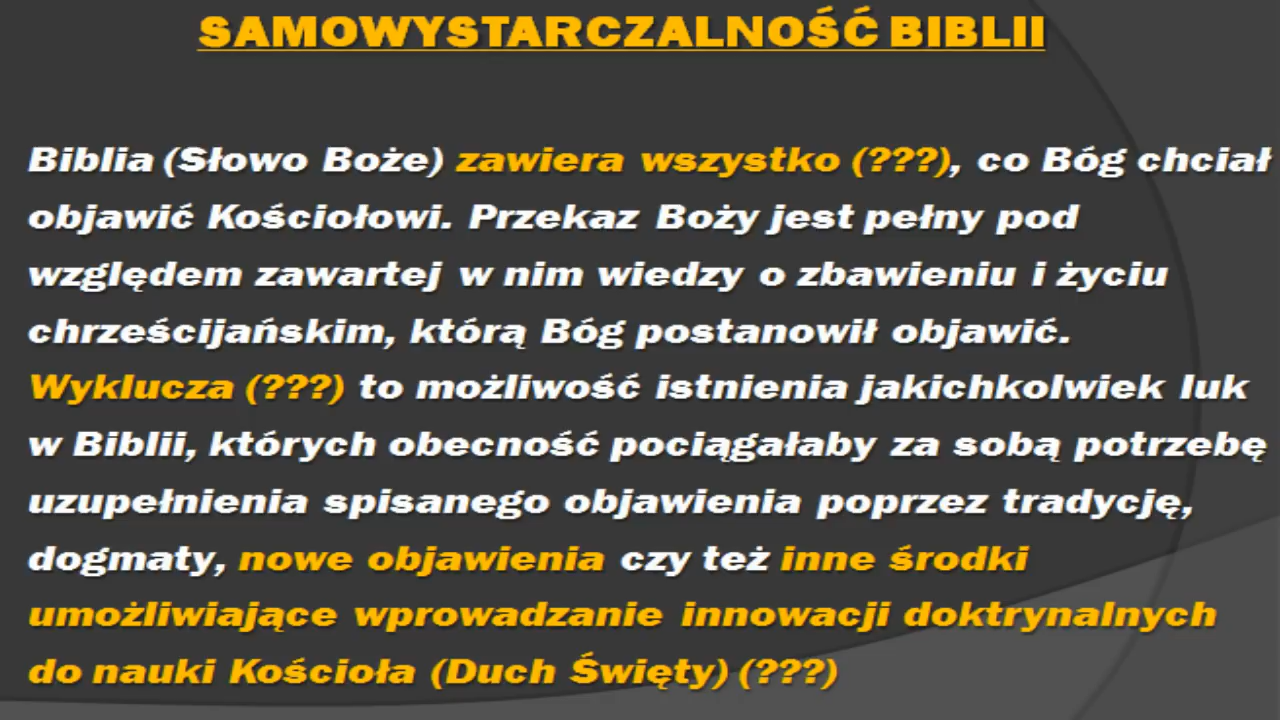 SAMOWYSTARCZALNOŚĆ BIBLII
Biblia (Słowo Boże) zawiera wszystko (???), co Bóg chciał
objawić Kościołowi. Przekaz Boży jest pełny pod
względem zawartej w nim wiedzy o zbawieniu i życiu
chrześcijańskim, którą Bóg postanowił objawić.
Wyklucza (???) to możliwość istnienia jakichkolwiek luk
w Biblii, których obecność pociągałaby za sobą potrzebę
uzupełnienia spisanego objawienia poprzez tradycję,
dogmaty, nowe objawienia czy też inne środki
umożliwiające wprowadzanie innowacji doktrynalnych
do nauki Kościoła (Duch Święty) (???)